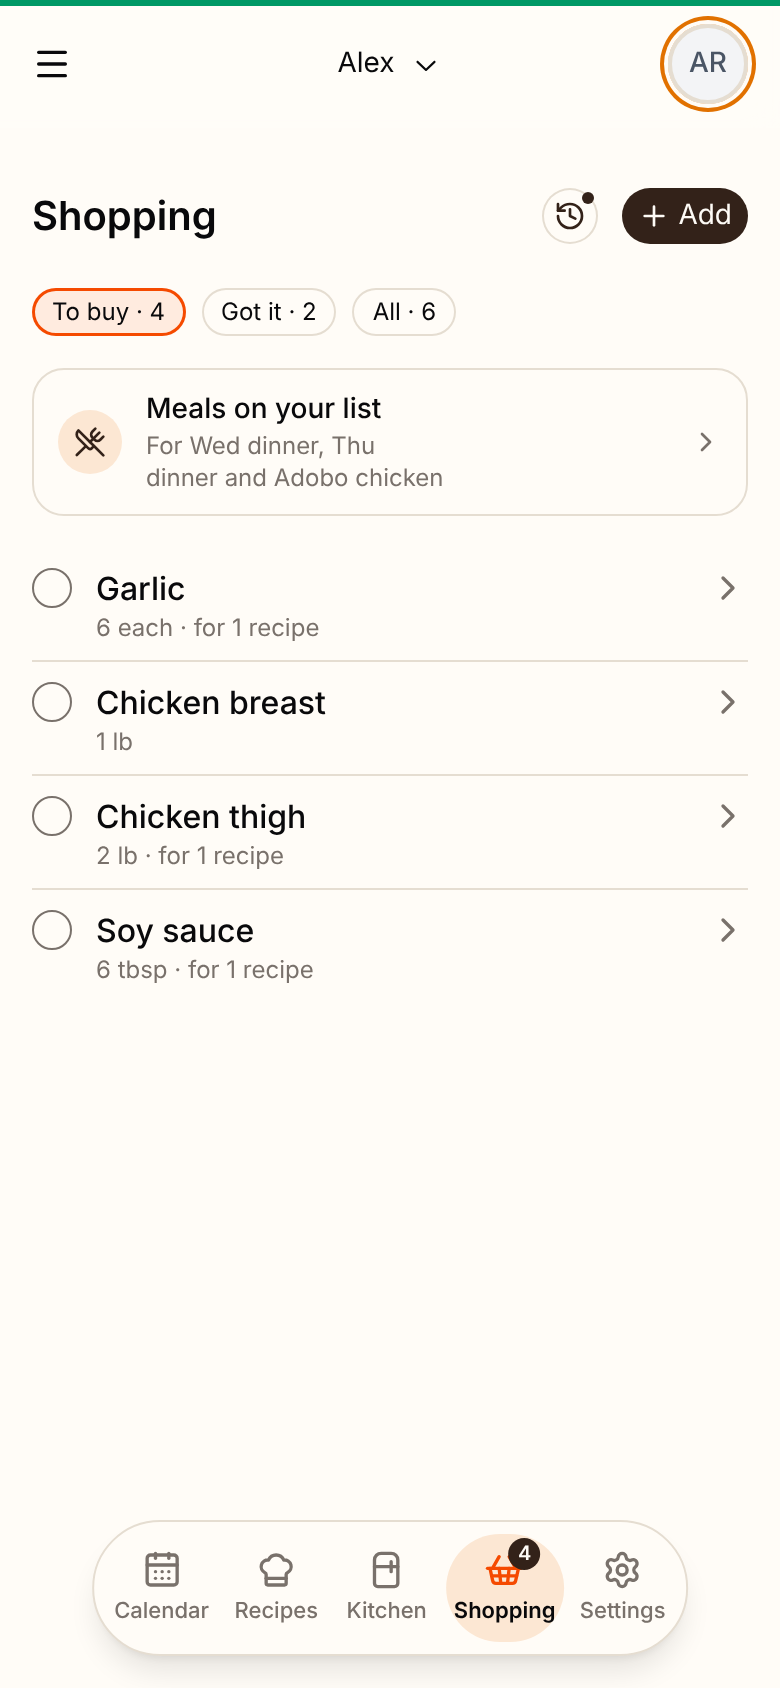 Alex
AR
Shopping
Add
To buy · 4
Got it · 2
All · 6
Meals on your list
For Wed dinner, Thu
dinner and Adobo chicken
Garlic
6 each · for 1 recipe
Chicken breast
1 lb
Chicken thigh
2 lb · for 1 recipe
Soy sauce
6 tbsp · for 1 recipe
4
Calendar
Recipes
Kitchen
Shopping
Settings